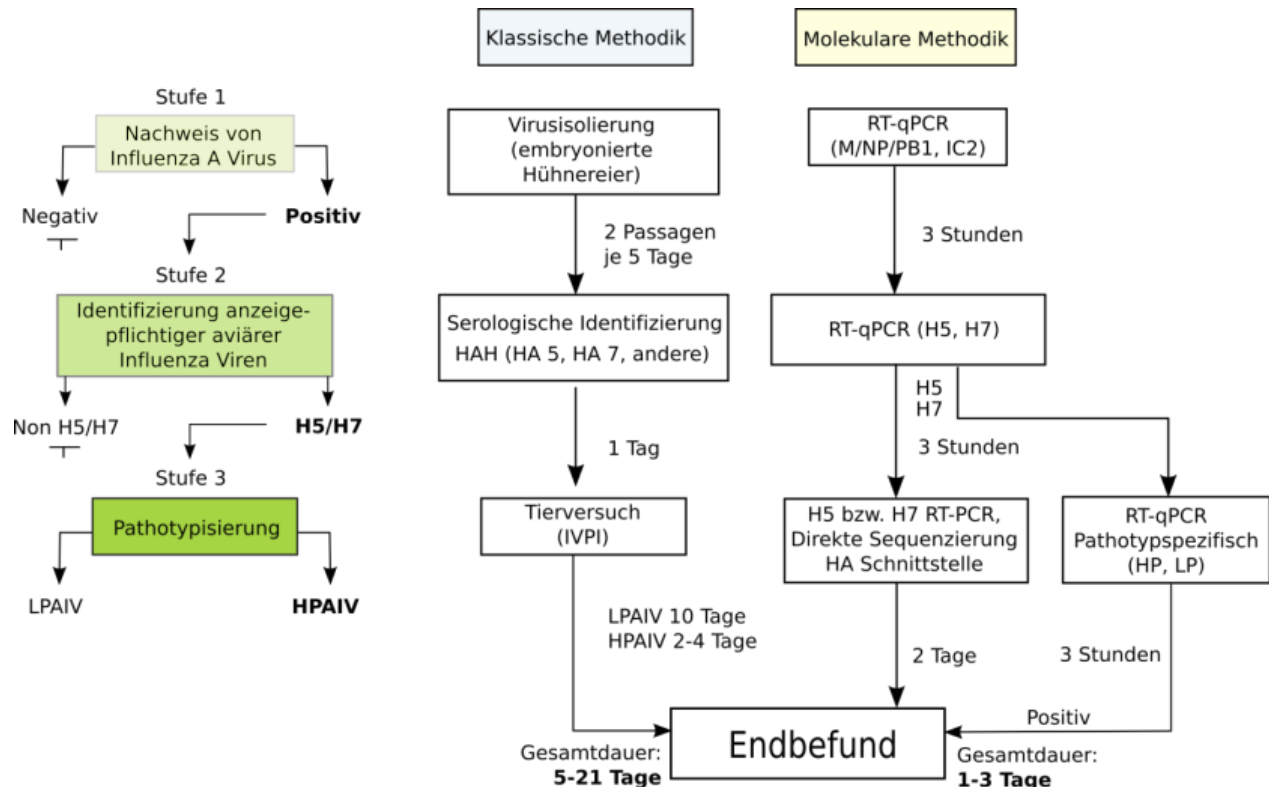 Klassische Methodik
Molekulare Methodik
Stufe 1
Nachweis von
Influenza A Virus
Negativ
Positiv
Stufe 2
Identifizierung anzeige-
pflichtiger aviärer
Influenza Viren
Non H5/H7
H5/H7
Stufe 3
Pathotypisierung
LPAIV
HPAIV
Virusisolierung
(embryonierte
Hühnereier)
2 Passagen
je 5 Tage
Serologische Identifizierung
HAH (HA 5, HA 7, andere)
1 Tag
Tierversuch
(IVPI)
LPAIV 10 Tage
HPAIV 2-4 Tage
RT-qPCR
(M/NP/PB1, IC2)
3 Stunden
RT-qPCR (H5, H7)
H5
H7
3 Stunden
H5 bzw. H7 RT-PCR,
Direkte Sequenzierung
HA Schnittstelle
2 Tage
RT-qPCR
Pathotypspezifisch
(HP, LP)
3 Stunden
Positiv
Endbefund
Gesamtdauer:
5-21 Tage
Gesamtdauer:
1-3 Tage